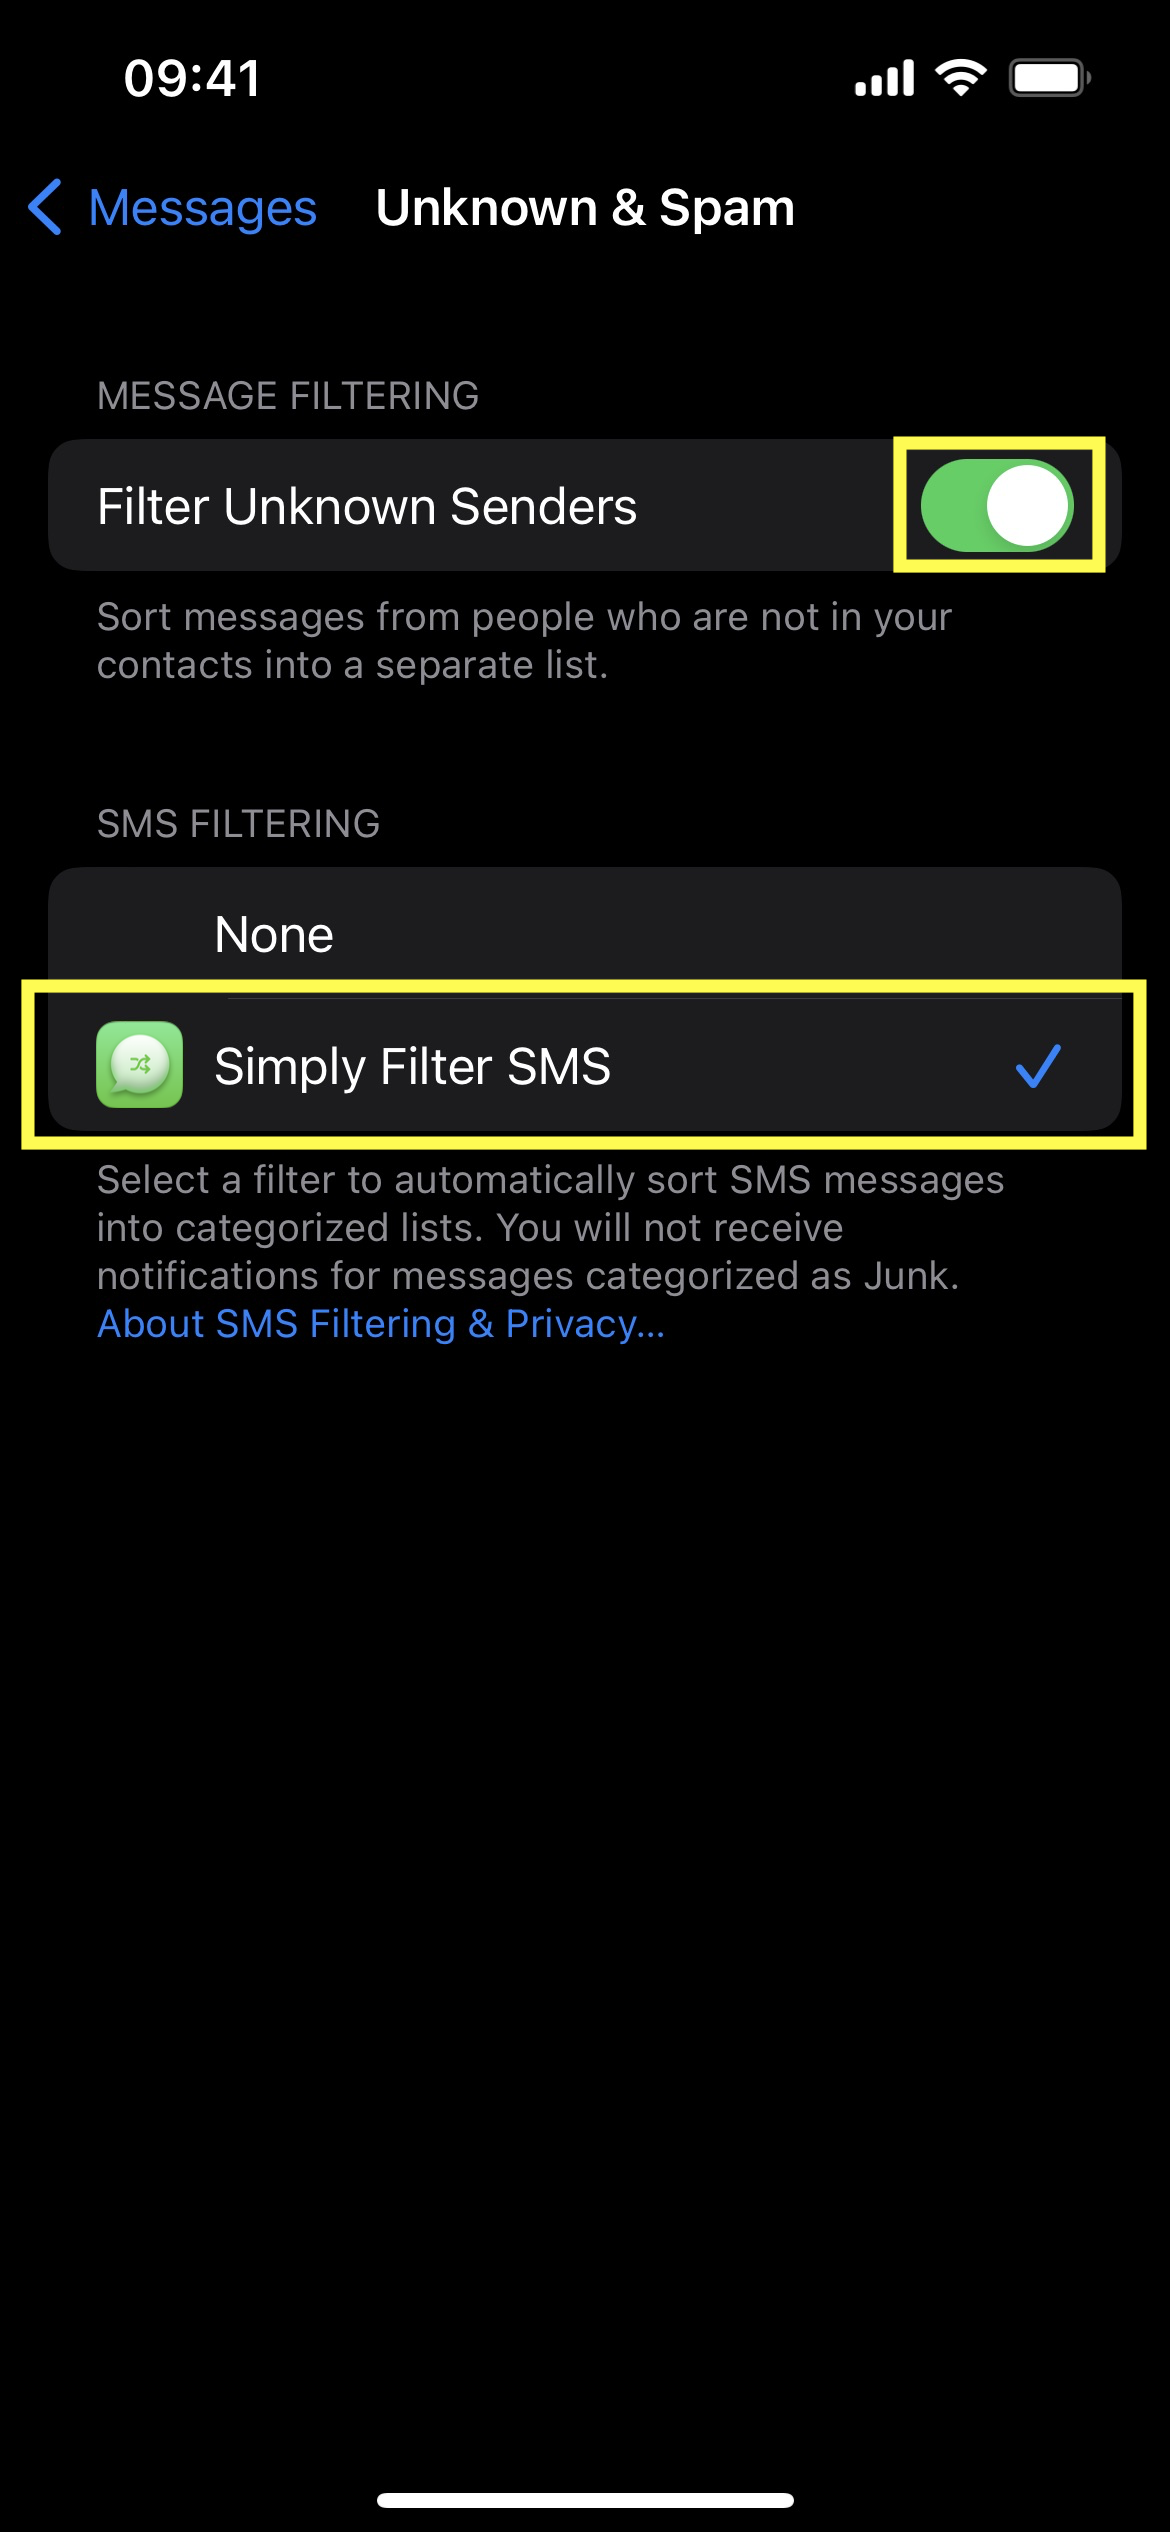 09:41
Messages
Unknown & Spam
MESSAGE FILTERING
Filter Unknown Senders
Sort messages from people who are not in your
contacts into a separate list.
SMS FILTERING
None
Simply Filter SMS
Select a filter to automatically sort SMS messages
into categorized lists. You will not receive
notifications for messages categorized as Junk.
About SMS Filtering & Privacy...